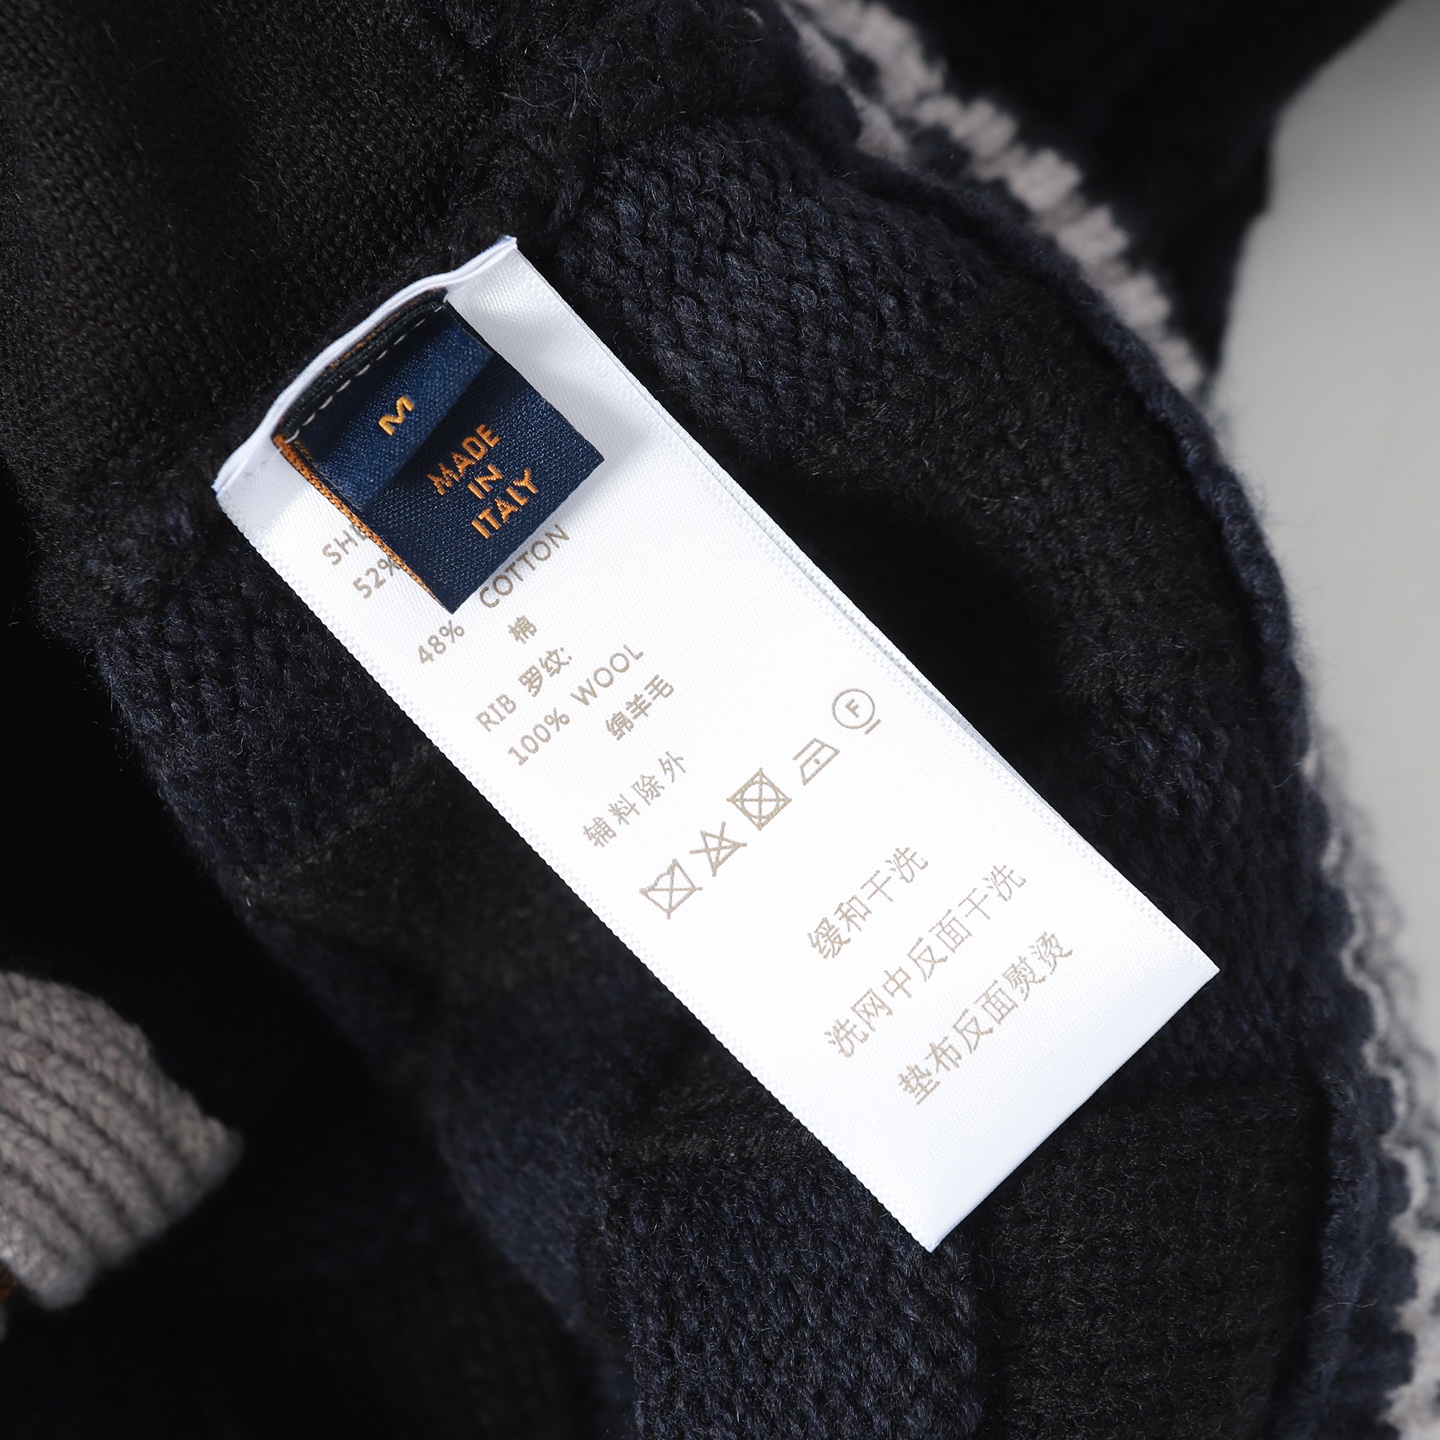 M
MADE
IN
ITALY
52%
COTTON
48%
棉
RIB 罗纹:
100% WOOL
绵羊毛
辅料除外
F
缓和干洗
洗网中反面干洗
垫布反面熨烫